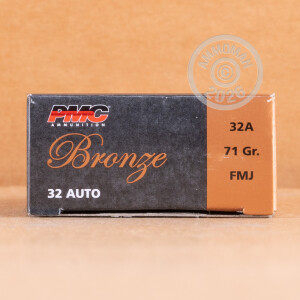 PMC
AMMUNITION
Bronze
32 AUTO
32A
71 Gr.
FMJ